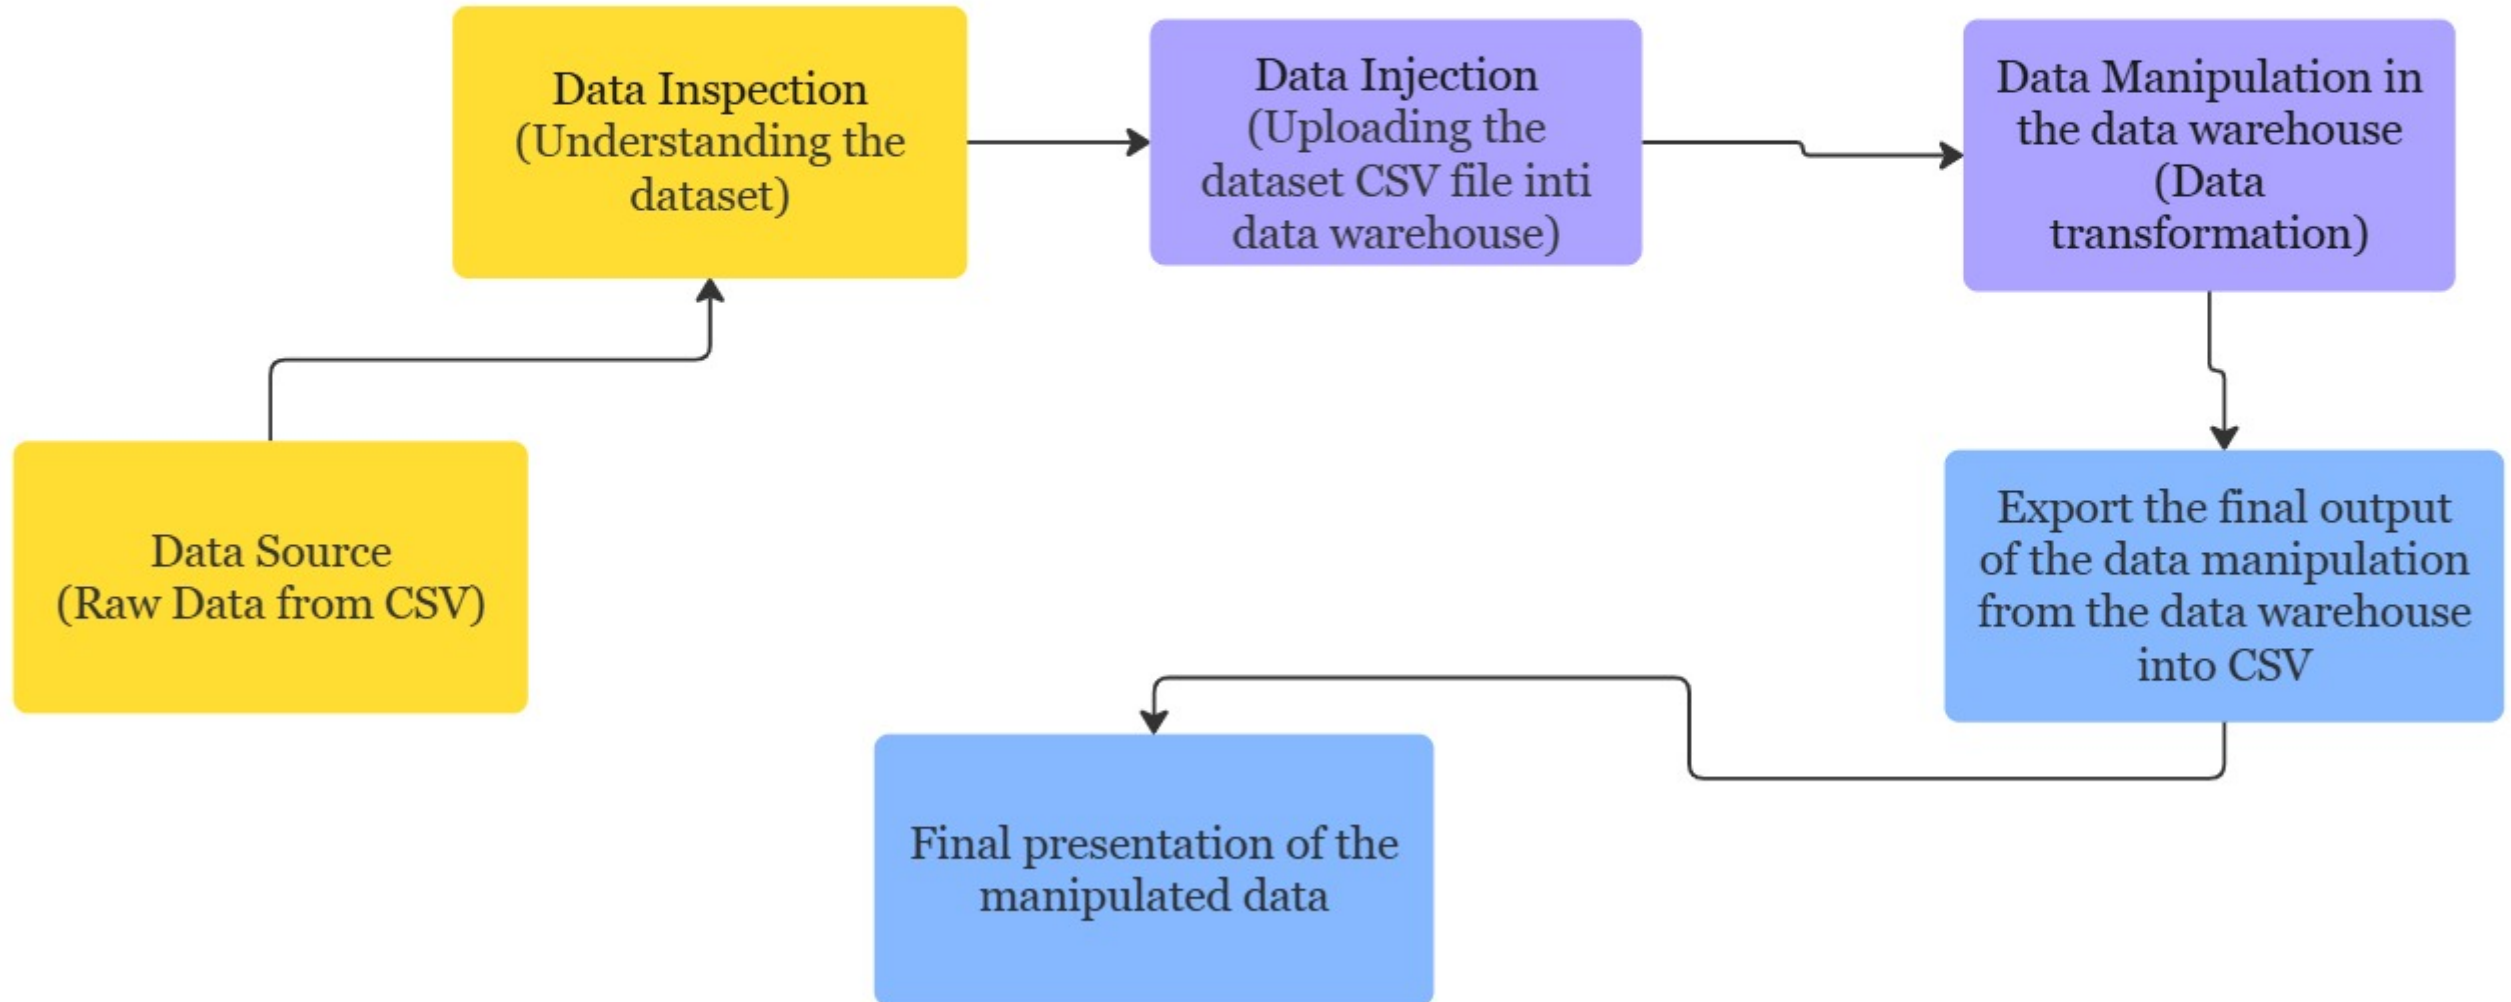 Data Source
(Raw Data from CSV)
Data Inspection
(Understanding the
dataset)
Data Injection
(Uploading the
dataset CSV file inti
data warehouse)
Data Manipulation in
the data warehouse
(Data
transformation)
Export the final output
of the data manipulation
from the data warehouse
into CSV
Final presentation of the
manipulated data